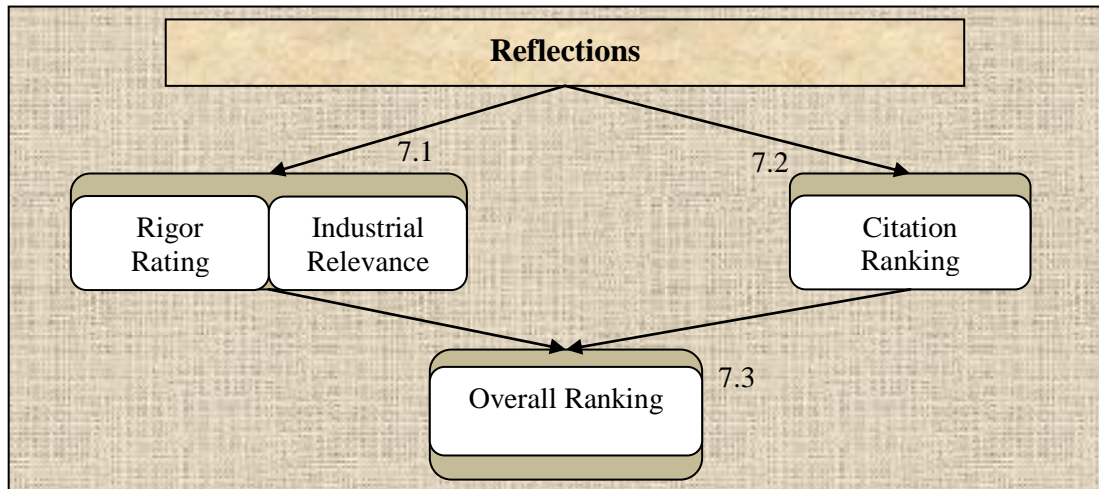 Reflections
7.1
7.2
Rigor
Rating
Industrial
Relevance
Citation
Ranking
7.3
Overall Ranking